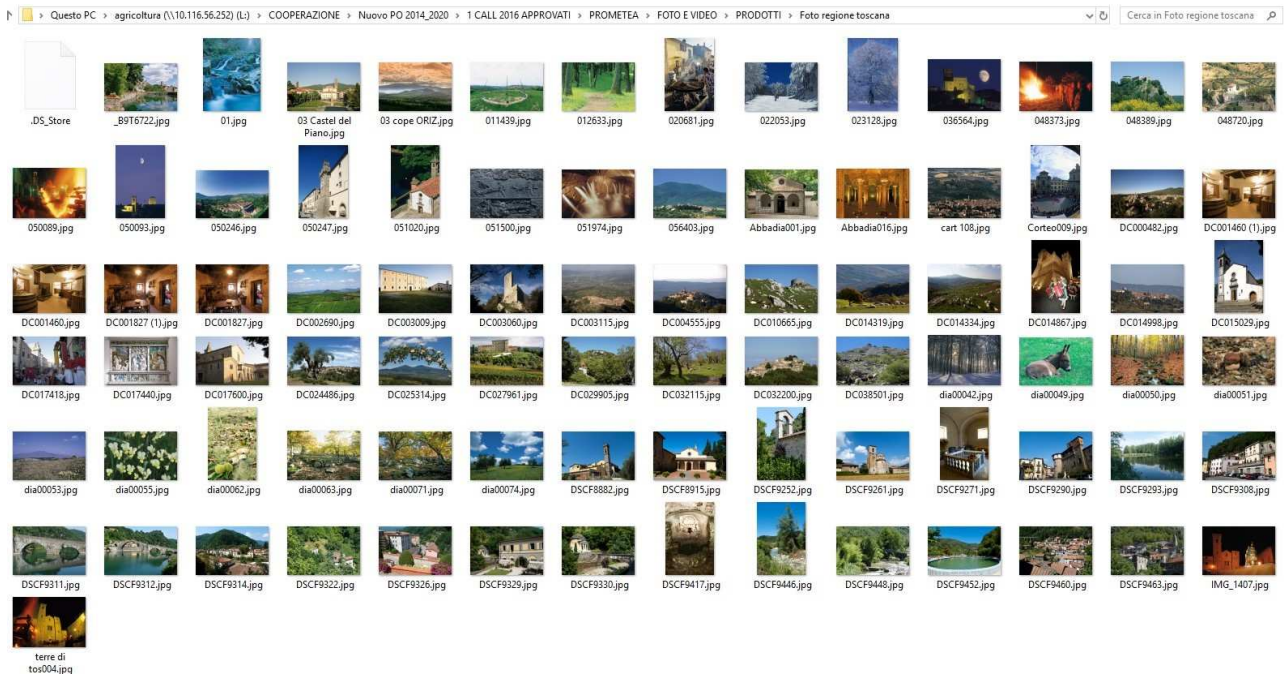 Questo PC > agricoltura (\\10.116.56.252) (L:) > COOPERAZIONE > Nuovo PO 2014_2020 > 1 CALL 2016 APPROVATI > PROMETEA > FOTO E VIDEO > PRODOTTI > Foto regione toscana
Cerca in Foto regione toscana
.DS_Store
_B9T6722.jpg
01.jpg
03 Castel del
Piano.jpg
03 cope ORIZ.jpg
011439.jpg
012633.jpg
020681.jpg
022053.jpg
023128.jpg
036564.jpg
048373.jpg
048389.jpg
048720.jpg
050089.jpg
050093.jpg
050246.jpg
050247.jpg
051020.jpg
051500.jpg
051974.jpg
056403.jpg
Abbadia001.jpg
Abbadia016.jpg
cart 108.jpg
Corteo009.jpg
DC000482.jpg
DC001460 (1).jpg
DC001460.jpg
DC001827 (1).jpg
DC001827.jpg
DC002690.jpg
DC003009.jpg
DC003060.jpg
DC003115.jpg
DC004555.jpg
DC010665.jpg
DC014319.jpg
DC014334.jpg
DC014867.jpg
DC014998.jpg
DC015029.jpg
DC017418.jpg
DC017440.jpg
DC017600.jpg
DC024486.jpg
DC025314.jpg
DC027961.jpg
DC029905.jpg
DC032115.jpg
DC032200.jpg
DC038501.jpg
dia00042.jpg
dia00049.jpg
dia00050.jpg
dia00051.jpg
dia00053.jpg
dia00055.jpg
dia00062.jpg
dia00063.jpg
dia00071.jpg
dia00074.jpg
DSCF8882.jpg
DSCF8915.jpg
DSCF9252.jpg
DSCF9261.jpg
DSCF9271.jpg
DSCF9290.jpg
DSCF9293.jpg
DSCF9308.jpg
DSCF9311.jpg
DSCF9312.jpg
DSCF9314.jpg
DSCF9322.jpg
DSCF9326.jpg
DSCF9329.jpg
DSCF9330.jpg
DSCF9417.jpg
DSCF9446.jpg
DSCF9448.jpg
DSCF9452.jpg
DSCF9460.jpg
DSCF9463.jpg
IMG_1407.jpg
terre di
tos004.jpg